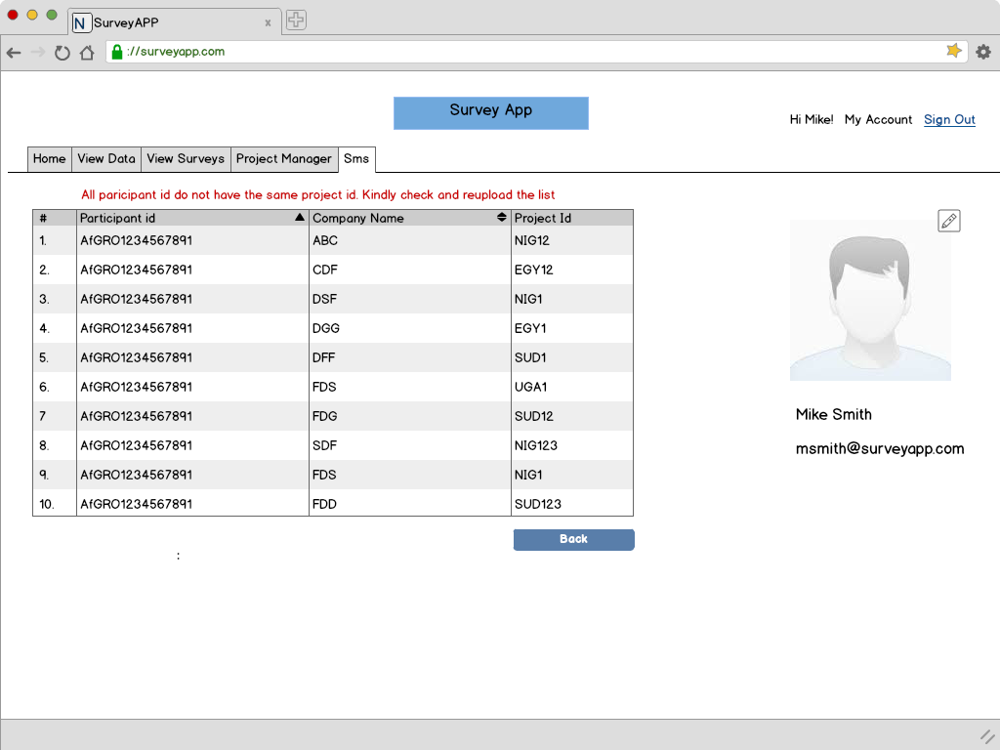 N SurveyAPP x
://surveyapp.com
Survey App
Hi Mike! My Account Sign Out
Home View Data View Surveys Project Manager Sms
All paricipant id do not have the same project id. Kindly check and reupload the list
# Participant id Company Name Project Id
1. AfGRO1234567891 ABC NIG12
2. AfGRO1234567891 CDF EGY12
3. AfGRO1234567891 DSF NIG1
4. AfGRO1234567891 DGG EGY1
5. AfGRO1234567891 DFF SUD1
6. AfGRO1234567891 FDS UGA1
7 AfGRO1234567891 FDG SUD12
8. AfGRO1234567891 SDF NIG123
9. AfGRO1234567891 FDS NIG1
10. AfGRO1234567891 FDD SUD123
Mike Smith
msmith@surveyapp.com
Back
: